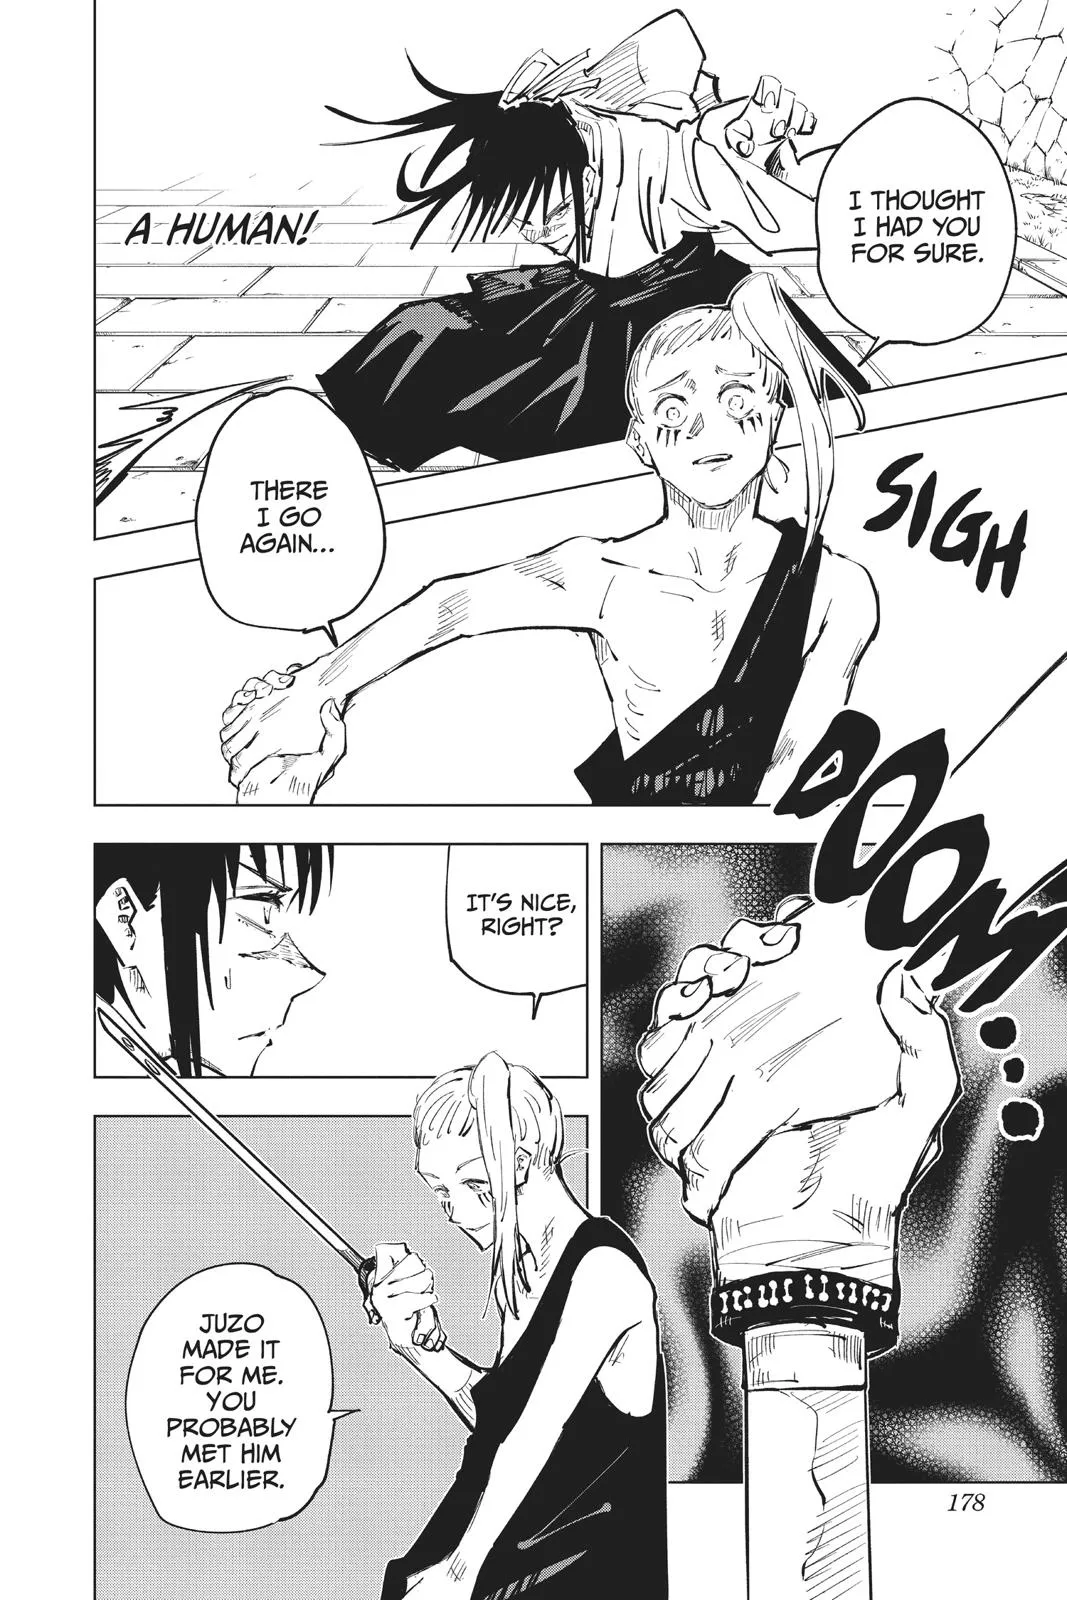 I THOUGHT
I HAD YOU
FOR SURE.
A HUMAN!
SIGH
THERE
I GO
AGAIN...
DOOM...
IT'S NICE,
RIGHT?
JUZO
MADE IT
FOR ME.
YOU
PROBABLY
MET HIM
EARLIER.
178